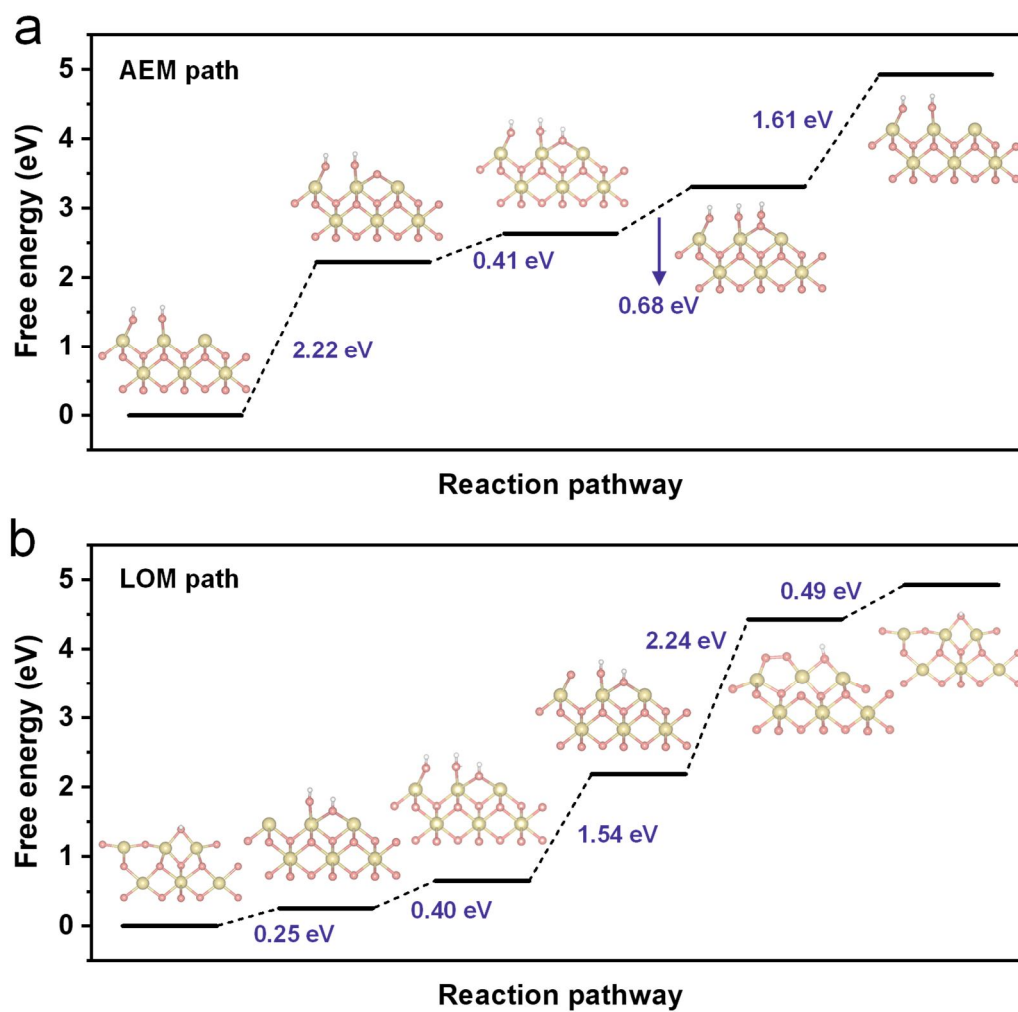 a
AEM path
5
4
3
2
1
0
Free energy (eV)
2.22 eV
0.41 eV
0.68 eV
1.61 eV
Reaction pathway
b
LOM path
5
4
3
2
1
0
Free energy (eV)
0.25 eV
0.40 eV
1.54 eV
2.24 eV
0.49 eV
Reaction pathway